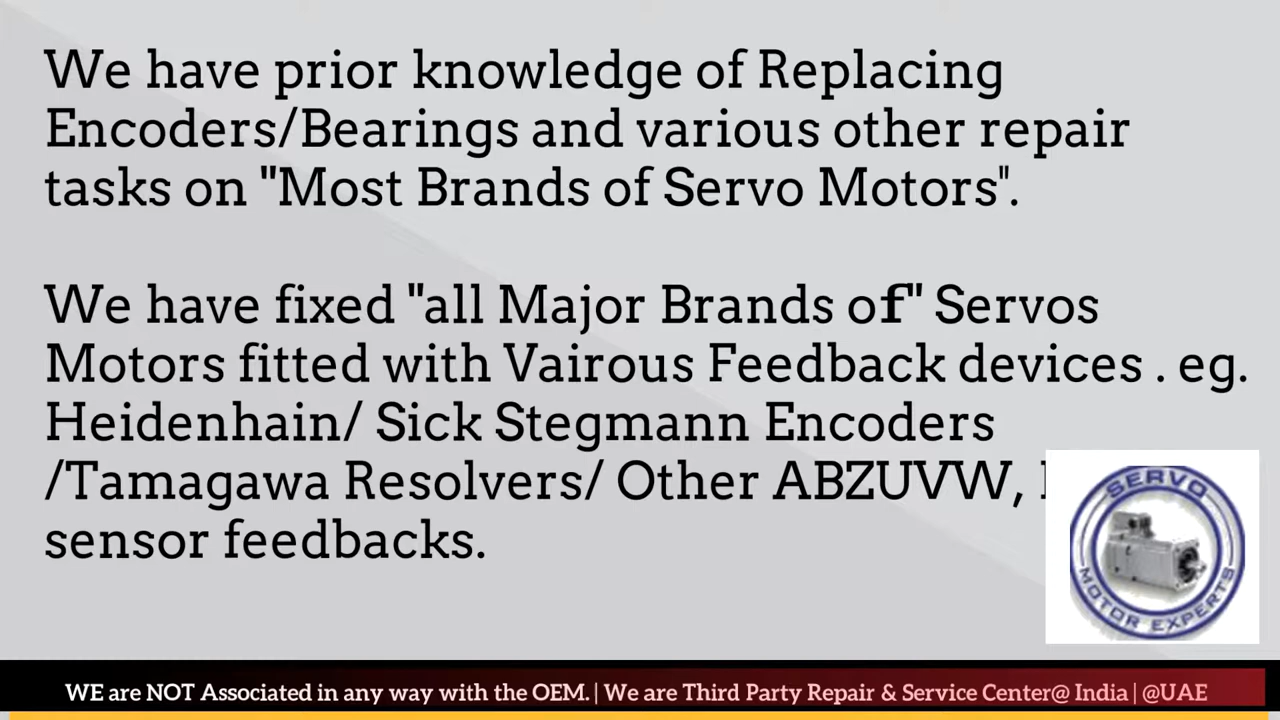 We have prior knowledge of Replacing
Encoders/Bearings and various other repair
tasks on "Most Brands of Servo Motors".
We have fixed "all Major Brands of" Servos
Motors fitted with Vairous Feedback devices . eg.
Heidenhain/ Sick Stegmann Encoders
/Tamagawa Resolvers/ Other ABZUVW,
sensor feedbacks.
SERVO
MOTOR EXPERTS
WE are NOT Associated in any way with the OEM. | We are Third Party Repair & Service Center@ India | @UAE